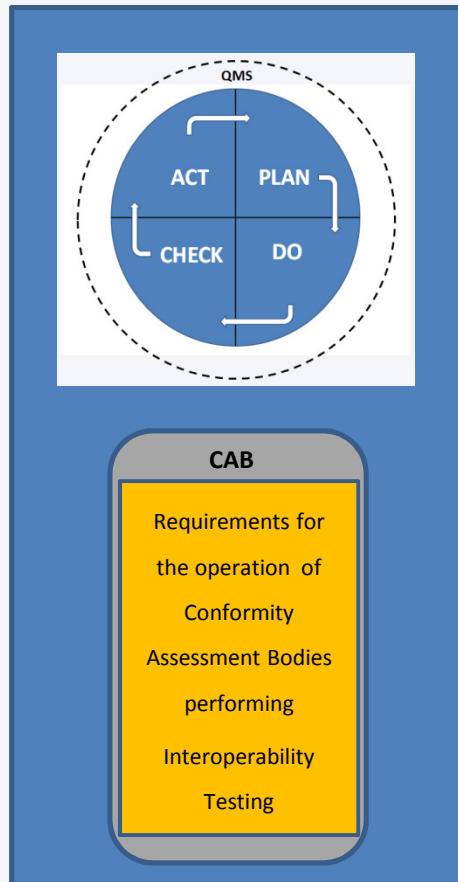 QMS
ACT PLAN
CHECK DO
CAB
Requirements for
the operation of
Conformity
Assessment Bodies
performing
Interoperability
Testing